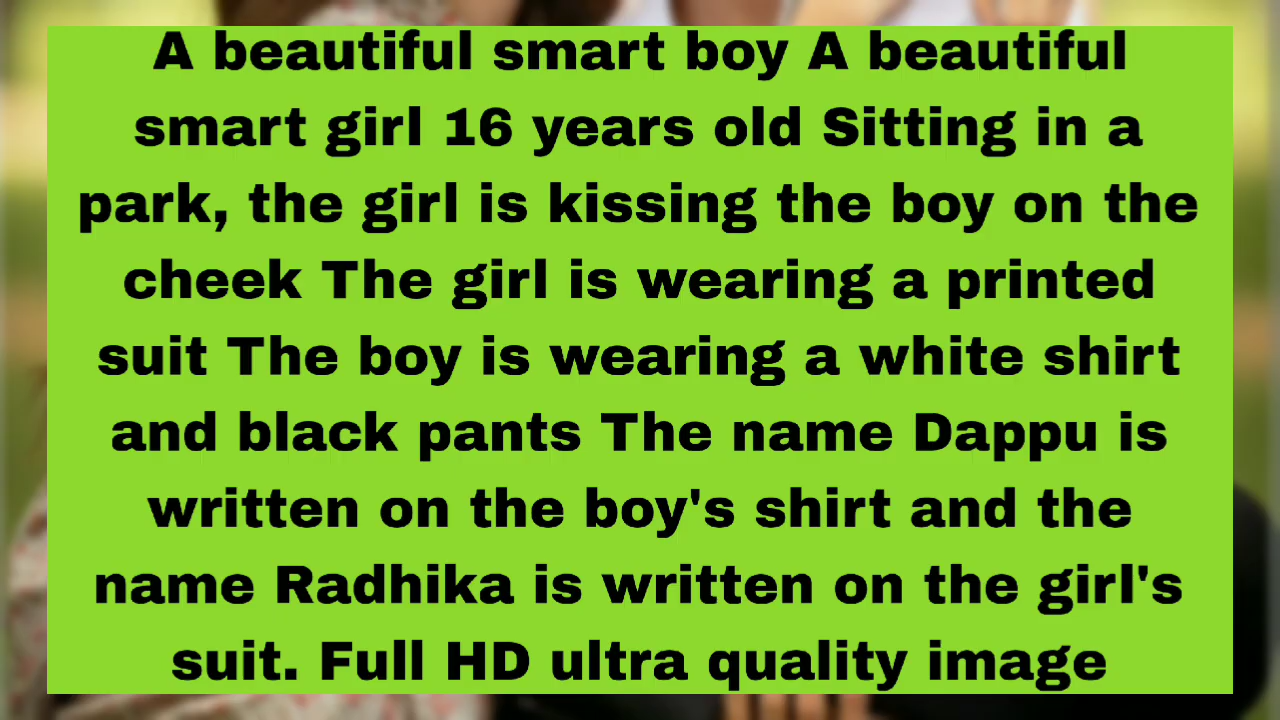 A beautiful smart boy A beautiful
smart girl 16 years old Sitting in a
park, the girl is kissing the boy on the
cheek The girl is wearing a printed
suit The boy is wearing a white shirt
and black pants The name Dappu is
written on the boy's shirt and the
name Radhika is written on the girl's
suit. Full HD ultra quality image